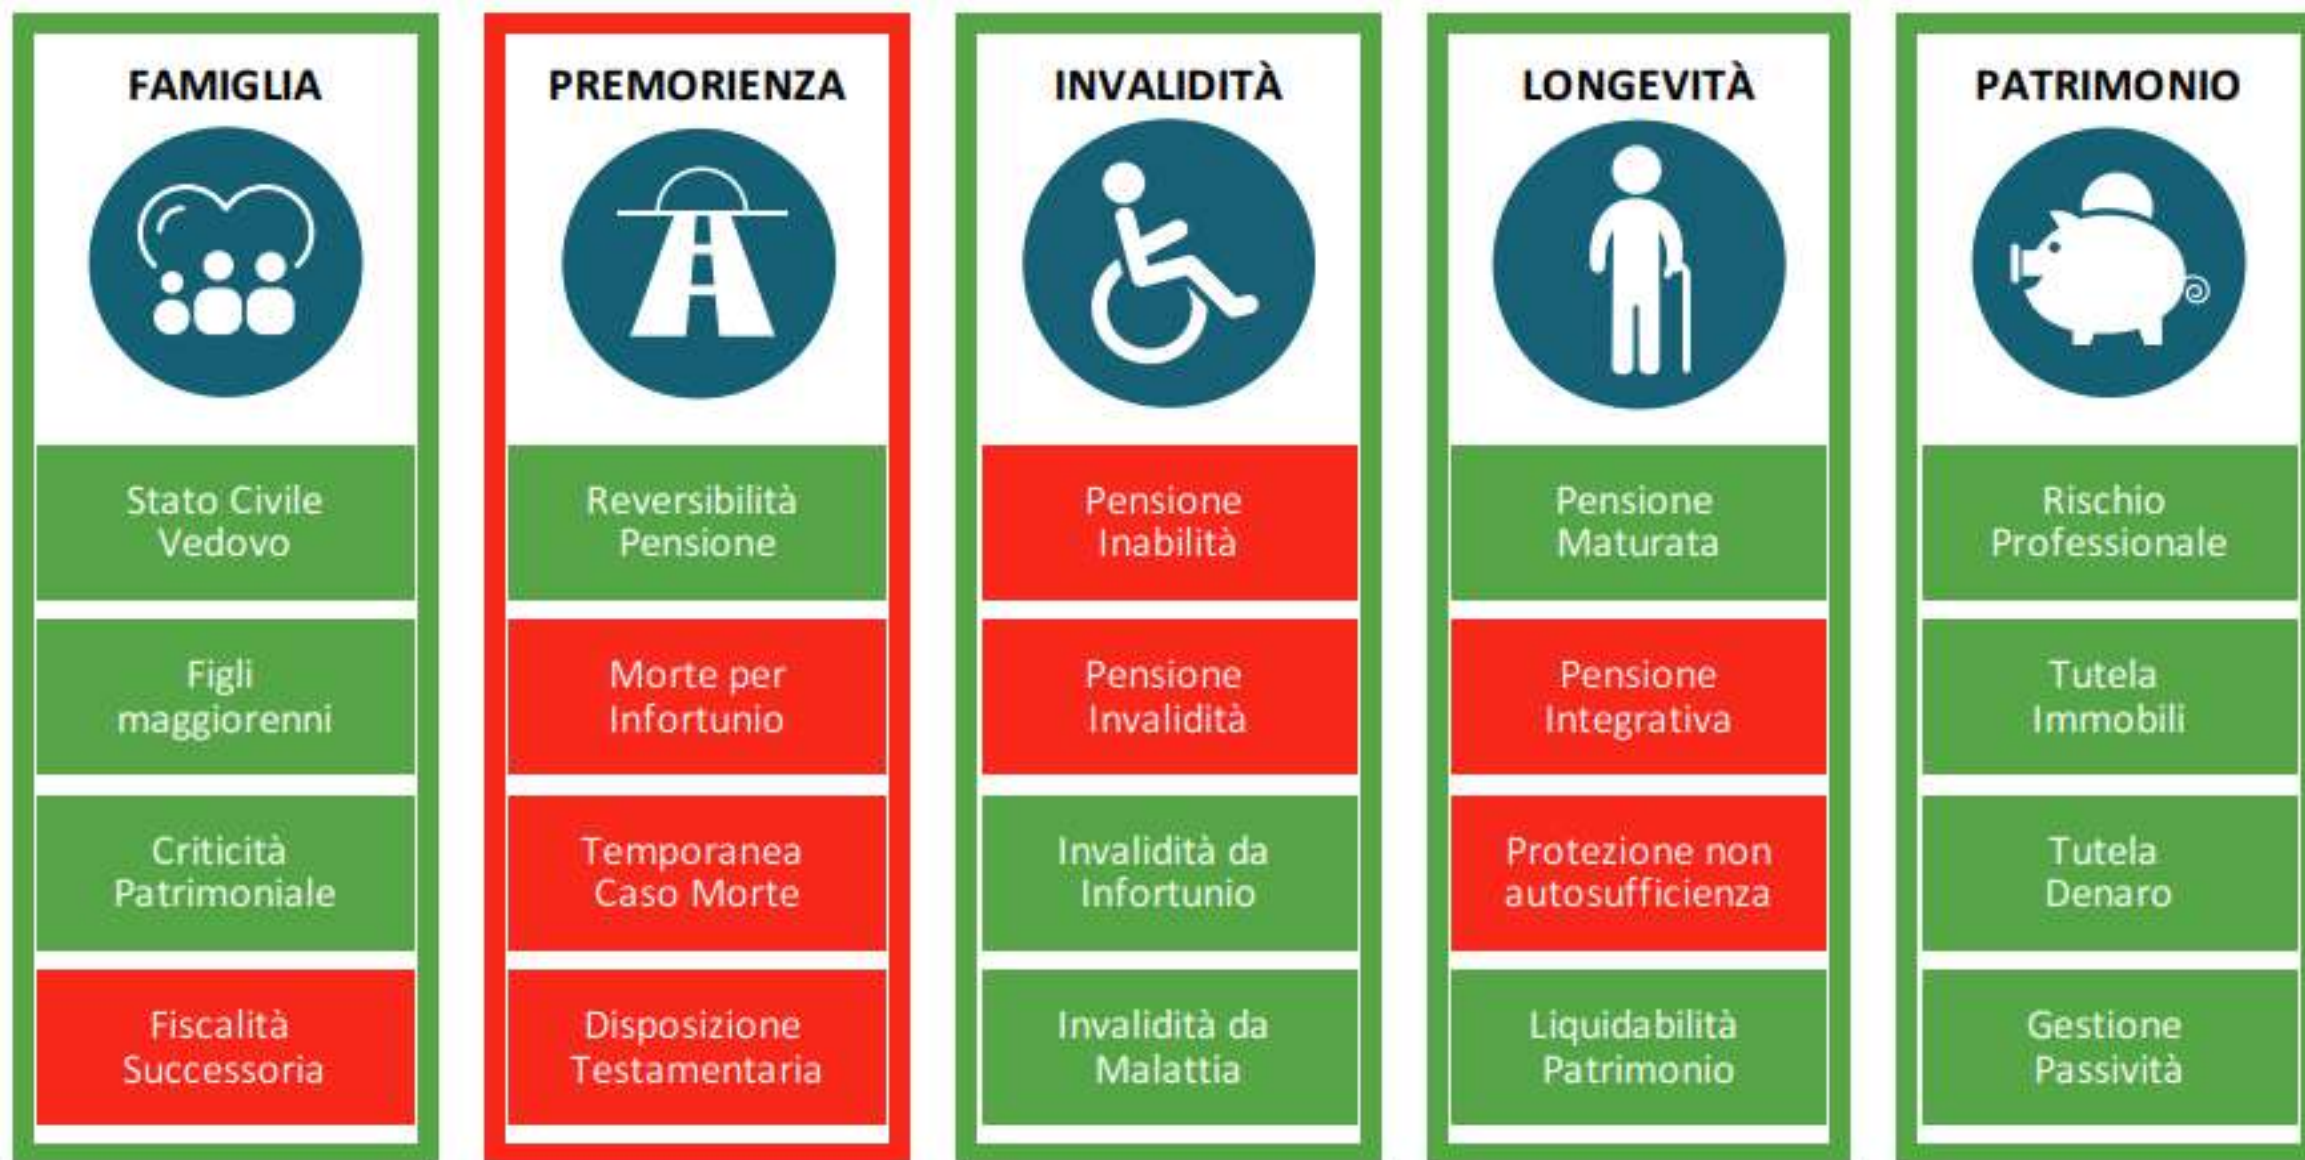 FAMIGLIA
Stato Civile
Vedovo
Figli
maggiorenni
Criticità
Patrimoniale
Fiscalità
Successoria
PREMORIENZA
Reversibilità
Pensione
Morte per
Infortunio
Temporanea
Caso Morte
Disposizione
Testamentaria
INVALIDITÀ
Pensione
Inabilità
Pensione
Invalidità
Invalidità da
Infortunio
Invalidità da
Malattia
LONGEVITÀ
Pensione
Maturata
Pensione
Integrativa
Protezione non
autosufficienza
Liquidabilità
Patrimonio
PATRIMONIO
Rischio
Professionale
Tutela
Immobili
Tutela
Denaro
Gestione
Passività